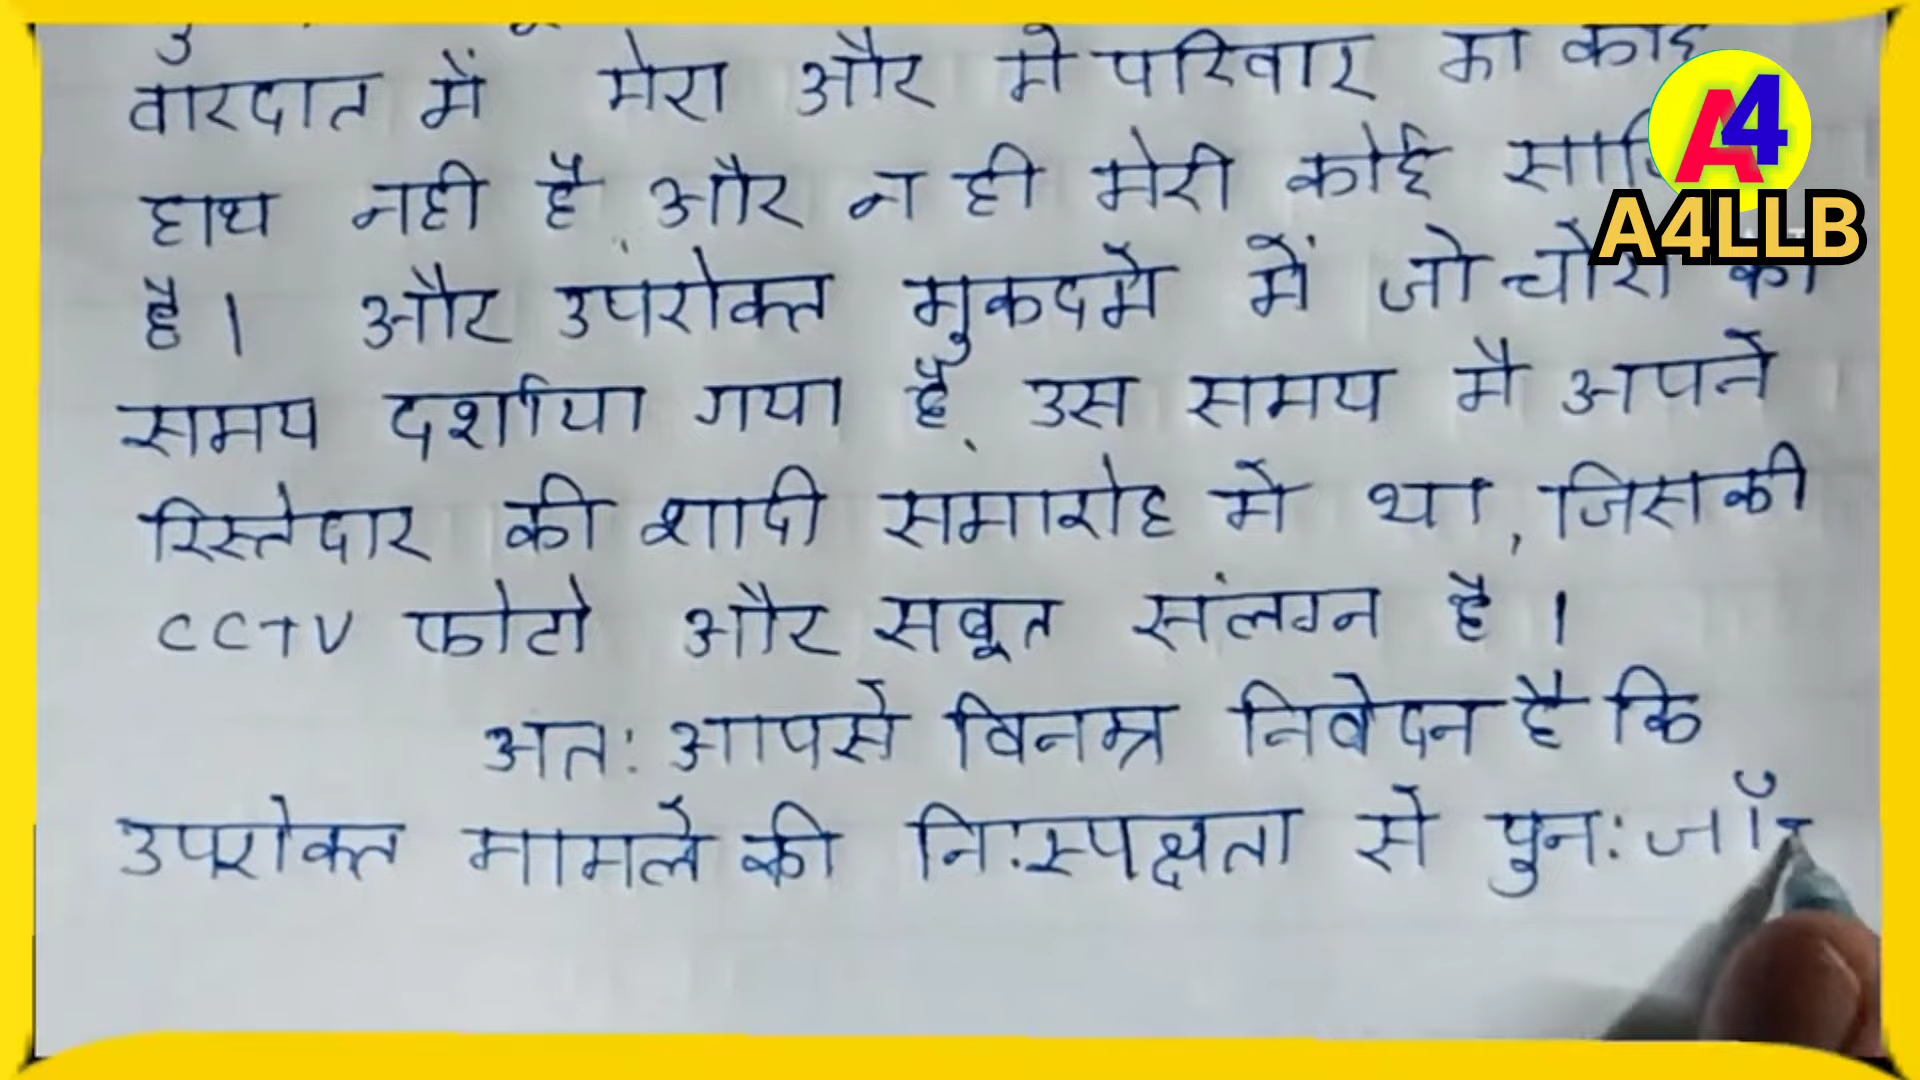 वारदात में मेरा और मे परिवार का कोई
हाथ नही है और न ही मेरी कोई
है। और उपरोक्त मुकदमे में जो चोरी का
समय दर्शाया गया है, उस समय मै अपने
रिस्तेदार की शादी समारोह मे था, जिसकी
CCTV फोटो और सबूत संलग्न है।
अत: आपसे विनम्र निवेदन है कि
उपरोक्त मामले की नि:स्पक्षता से पुन:
A4
A4LLB